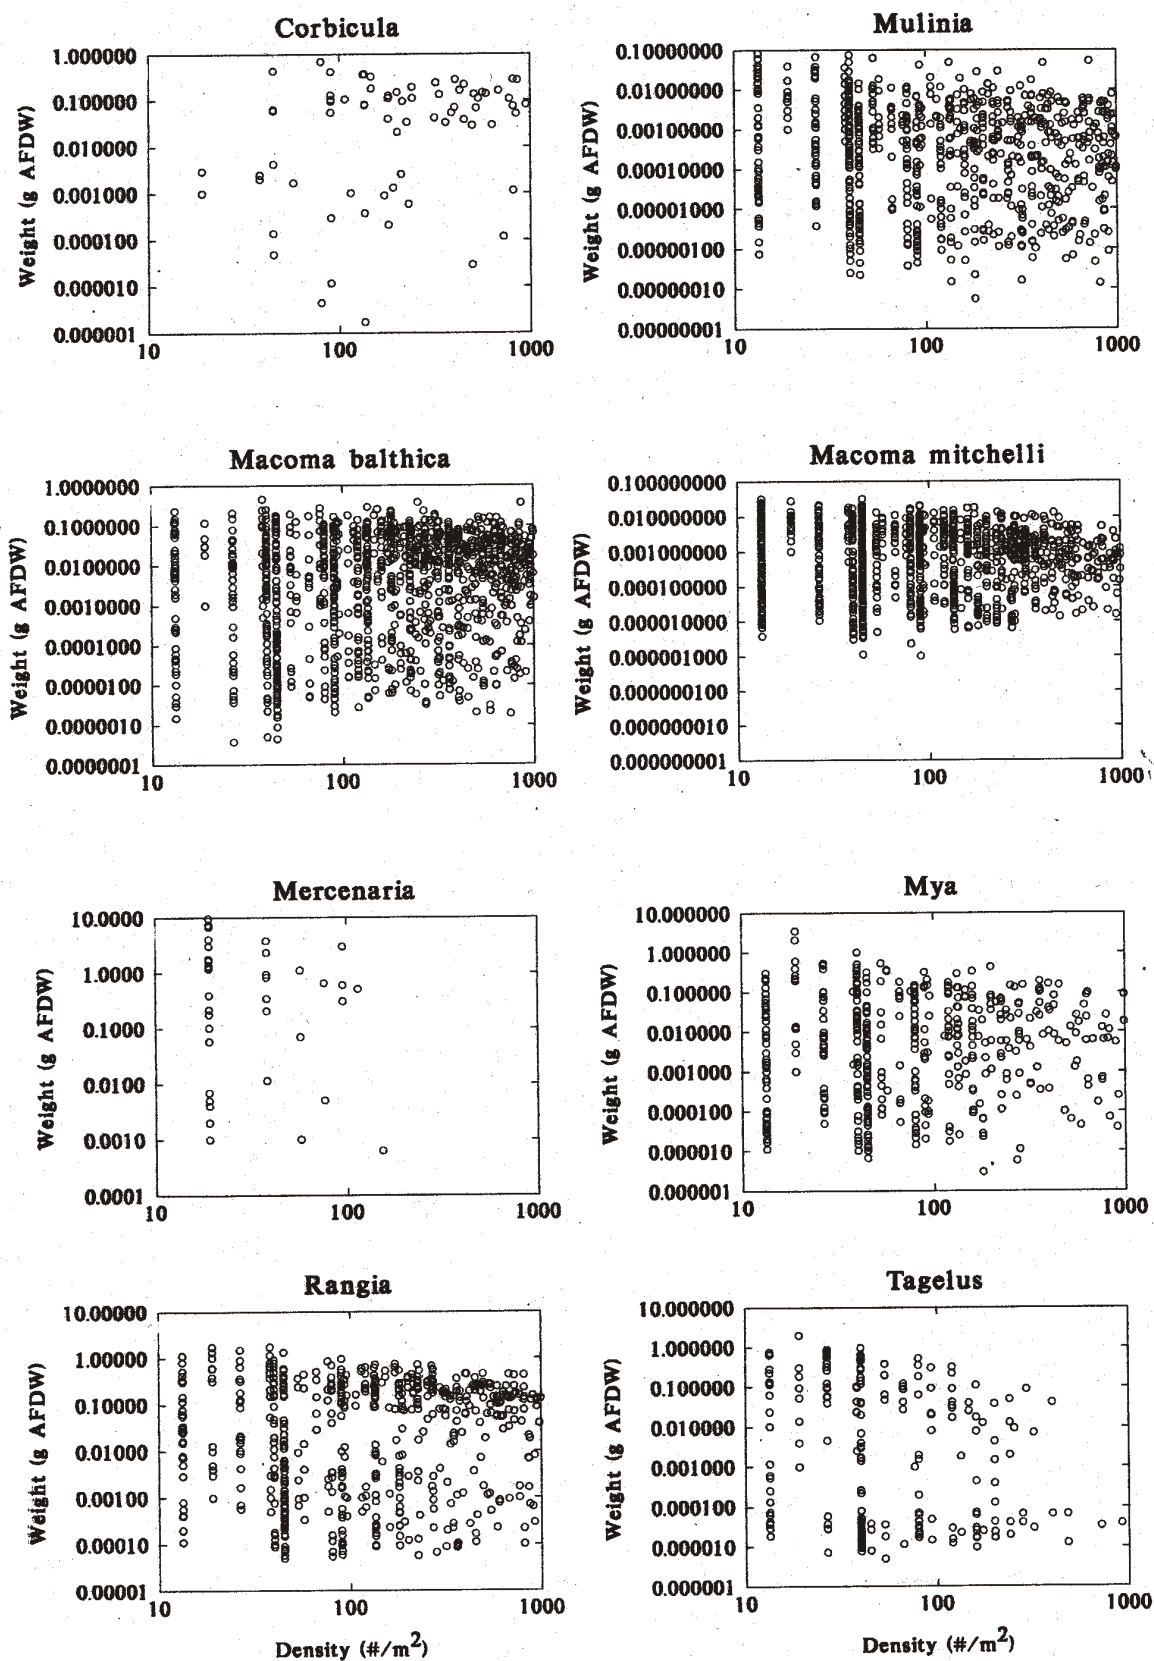 Corbicula
Weight (g AFDW)
1.000000
0.100000
0.010000
0.001000
0.000100
0.000010
0.000001
10 100 1000
Mulinia
Weight (g AFDW)
0.10000000
0.01000000
0.00100000
0.00010000
0.00001000
0.00000100
0.00000010
0.00000001
10 100 1000
Macoma balthica
Weight (g AFDW)
1.0000000
0.1000000
0.0100000
0.0010000
0.0001000
0.0000100
0.0000010
0.0000001
10 100 1000
Macoma mitchelli
Weight (g AFDW)
0.100000000
0.010000000
0.001000000
0.000100000
0.000010000
0.000001000
0.000000100
0.000000010
0.000000001
10 100 1000
Mercenaria
Weight (g AFDW)
10.0000
1.0000
0.1000
0.0100
0.0010
0.0001
10 100 1000
Mya
Weight (g AFDW)
10.000000
1.000000
0.100000
0.010000
0.001000
0.000100
0.000010
0.000001
10 100 1000
Rangia
Weight (g AFDW)
10.00000
1.00000
0.10000
0.01000
0.00100
0.00010
0.00001
10 100 1000
Density (#/m²)
Tagelus
Weight (g AFDW)
10.000000
1.000000
0.100000
0.010000
0.001000
0.000100
0.000010
0.000001
10 100 1000
Density (#/m²)